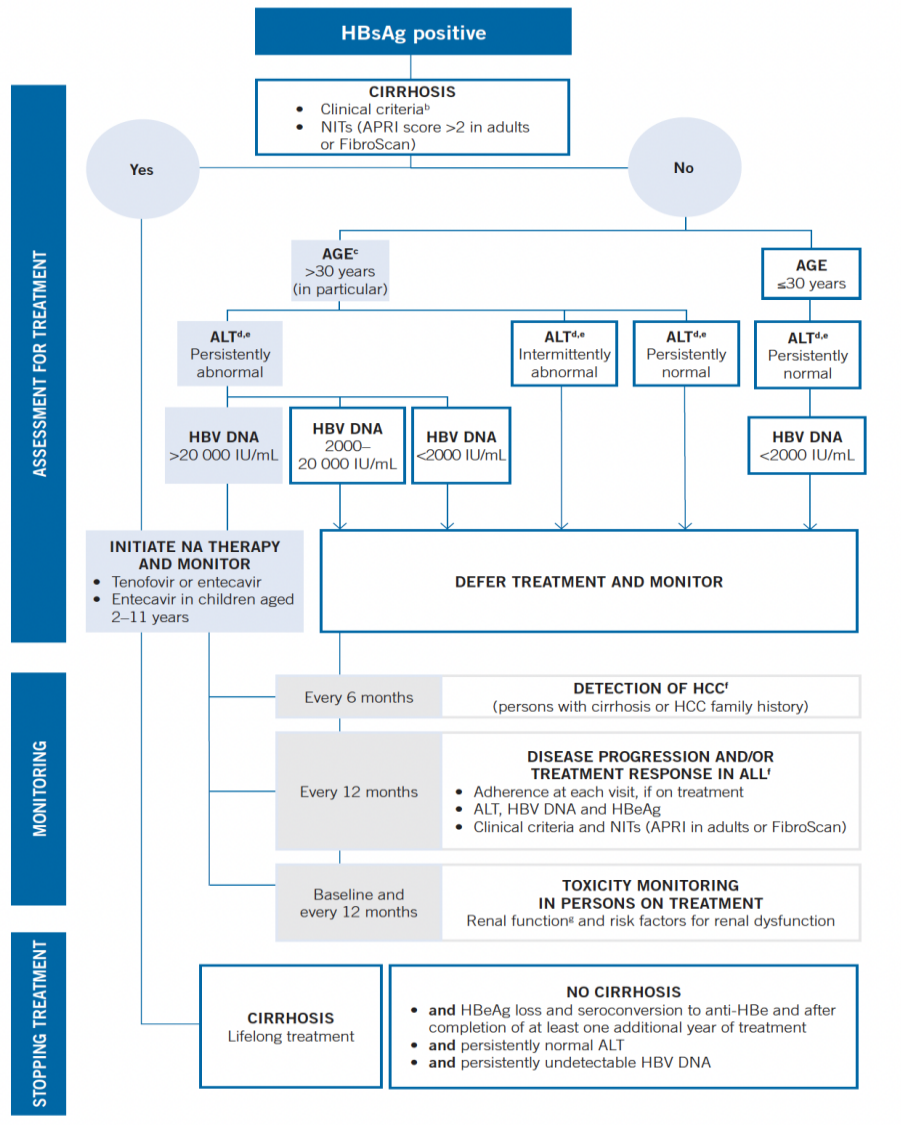 HBsAg positive
CIRRHOSIS
• Clinical criteriaᵇ
• NITs (APRI score >2 in adults
or FibroScan)
Yes
No
ASSESSMENT FOR TREATMENT
AGEᶜ
>30 years
(in particular)
AGE
≤30 years
ALTᵈ,ᵉ
Persistently
abnormal
ALTᵈ,ᵉ
Intermittently
abnormal
ALTᵈ,ᵉ
Persistently
normal
ALTᵈ,ᵉ
Persistently
normal
HBV DNA
>20 000 IU/mL
HBV DNA
2000–
20 000 IU/mL
HBV DNA
<2000 IU/mL
HBV DNA
<2000 IU/mL
INITIATE NA THERAPY
AND MONITOR
• Tenofovir or entecavir
• Entecavir in children aged
2–11 years
DEFER TREATMENT AND MONITOR
MONITORING
Every 6 months
DETECTION OF HCCᶠ
(persons with cirrhosis or HCC family history)
Every 12 months
DISEASE PROGRESSION AND/OR
TREATMENT RESPONSE IN ALLᶠ
• Adherence at each visit, if on treatment
• ALT, HBV DNA and HBeAg
• Clinical criteria and NITs (APRI in adults or FibroScan)
Baseline and
every 12 months
TOXICITY MONITORING
IN PERSONS ON TREATMENT
Renal functionᵍ and risk factors for renal dysfunction
STOPPING TREATMENT
CIRRHOSIS
Lifelong treatment
NO CIRRHOSIS
• and HBeAg loss and seroconversion to anti-HBe and after
completion of at least one additional year of treatment
• and persistently normal ALT
• and persistently undetectable HBV DNA